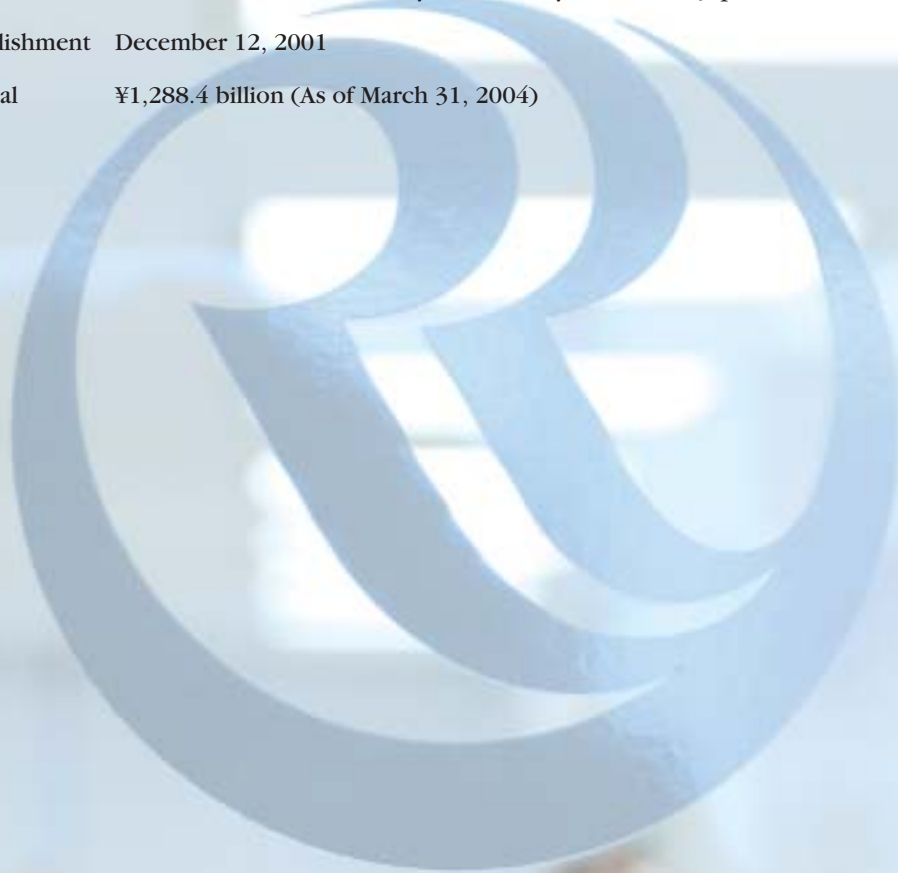 lishment December 12, 2001
al ¥1,288.4 billion (As of March 31, 2004)